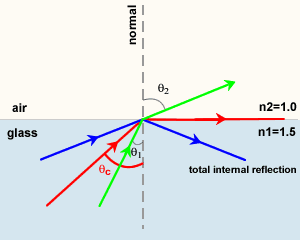 normal
θ2
air
n2=1.0
glass
n1=1.5
θ1
θc
total internal reflection